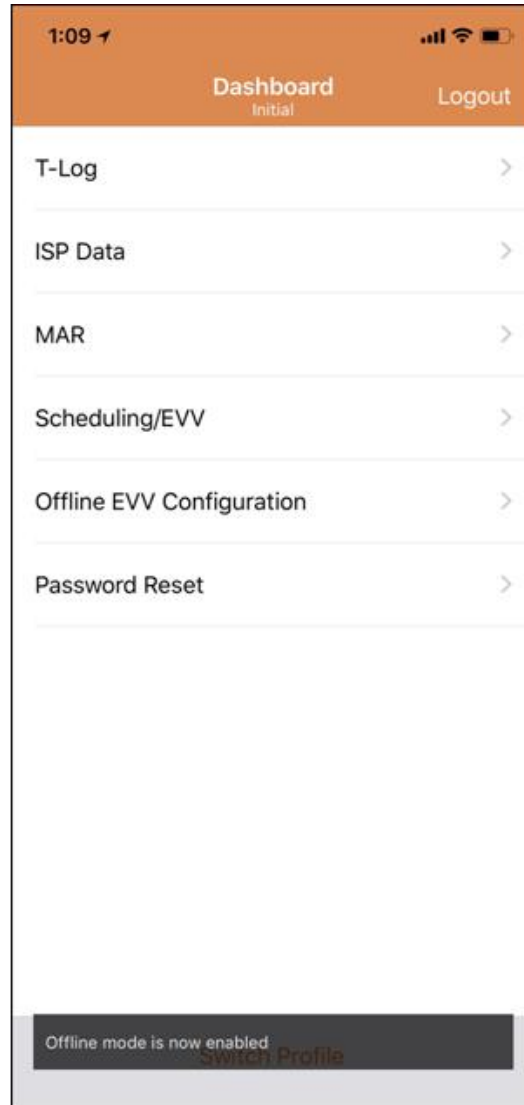 1:09
Dashboard
Initial
Logout
T-Log
ISP Data
MAR
Scheduling/EVV
Offline EVV Configuration
Password Reset
Offline mode is now enabled
Switch Profile